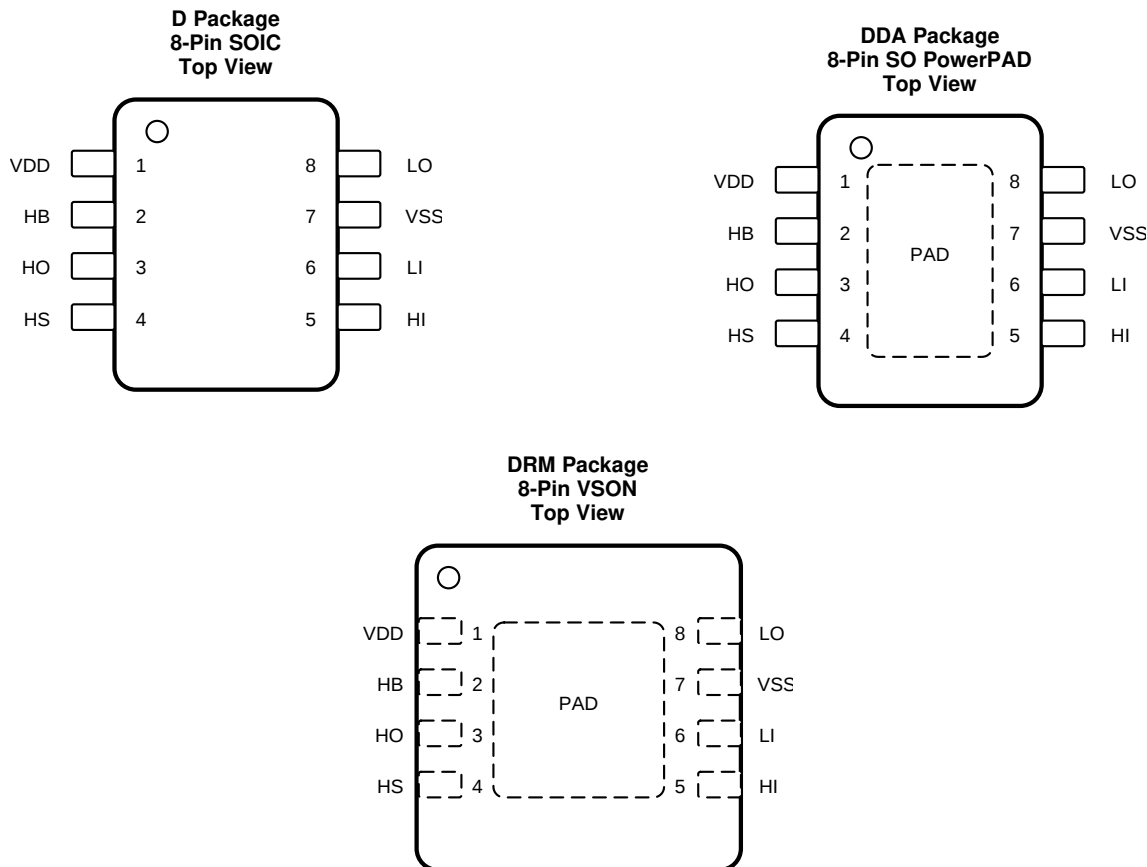 D Package
8-Pin SOIC
Top View
VDD 1 8 LO
HB 2 7 VSS
HO 3 6 LI
HS 4 5 HI
DDA Package
8-Pin SO PowerPAD
Top View
VDD 1 8 LO
HB 2 7 VSS
HO 3 PAD 6 LI
HS 4 5 HI
DRM Package
8-Pin VSON
Top View
VDD 1 8 LO
HB 2 7 VSS
PAD
HO 3 6 LI
HS 4 5 HI